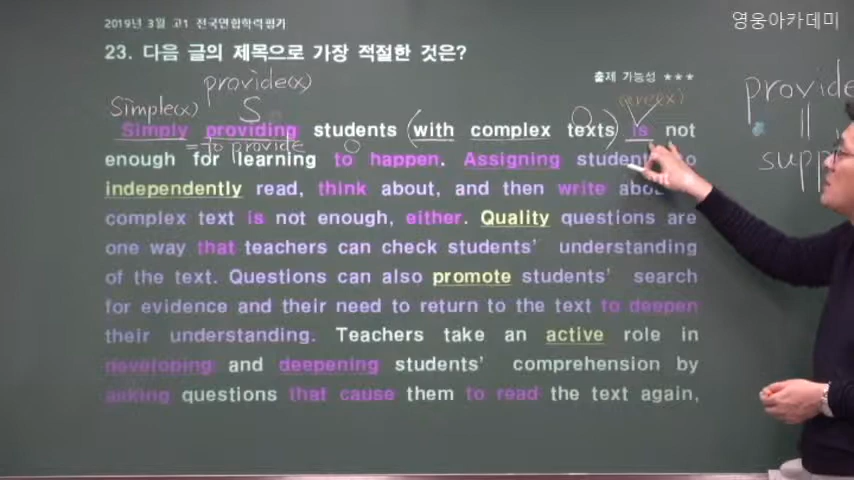 영웅아카데미
2019년 3월 고1 전국연합학력평가
23. 다음 글의 제목으로 가장 적절한 것은?
출제 가능성 ★★★
provide(x)
Simple(x) S are(x) provide
Simply providing students (with complex texts) is not
= to provide
enough for learning to happen. Assigning students to
supp
independently read, think about, and then write about
complex text is not enough, either. Quality questions are
one way that teachers can check students' understanding
of the text. Questions can also promote students' search
for evidence and their need to return to the text to deepen
their understanding. Teachers take an active role in
developing and deepening students' comprehension by
asking questions that cause them to read the text again,